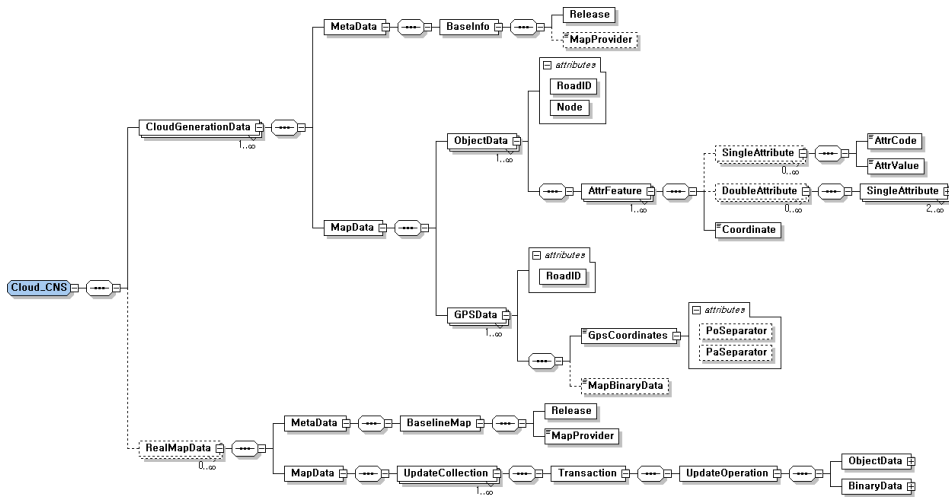 Release
MetaData
BaseInfo
MapProvider
attributes
RoadID
Node
CloudGenerationData
1..∞
ObjectData
1..∞
SingleAttribute
0..∞
AttrCode
AttrValue
AttrFeature
1..∞
DoubleAttribute
0..∞
SingleAttribute
2..∞
MapData
Coordinate
attributes
RoadID
Cloud_CNS
GPSData
1..∞
attributes
GpsCoordinates
PoSeparator
PaSeparator
MapBinaryData
Release
MetaData
BaselineMap
MapProvider
RealMapData
0..∞
ObjectData
MapData
UpdateCollection
1..∞
Transaction
UpdateOperation
BinaryData